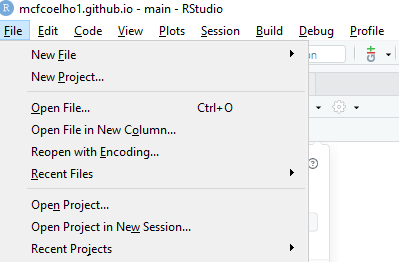 mcfcoelho1.github.io - main - RStudio
File Edit Code View Plots Session Build Debug Profile
New File
New Project...
Open File... Ctrl+O
Open File in New Column...
Reopen with Encoding...
Recent Files
Open Project...
Open Project in New Session...
Recent Projects